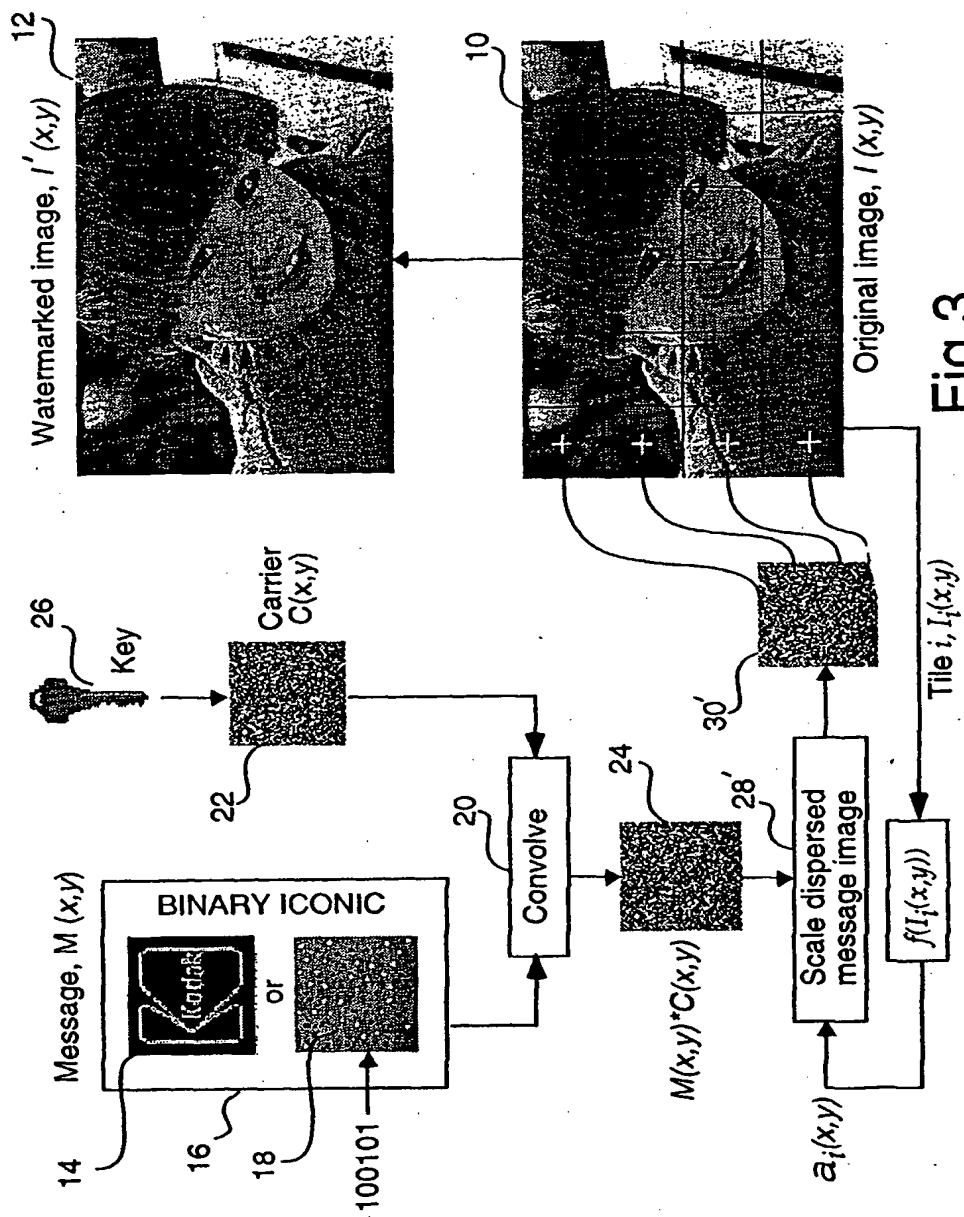 Message, M (x,y)
14
BINARY ICONIC
Kodak
16
or
18
100101
26
Key
Carrier
C(x,y)
22
20
Convolve
24
M(x,y)*C(x,y)
28'
Scale dispersed
message image
a_i(x,y)
f(I_i(x,y))
30'
Tile i, I_i(x,y)
Watermarked image, I ' (x,y)
12
10
Original image, I (x,y)
Fig.3